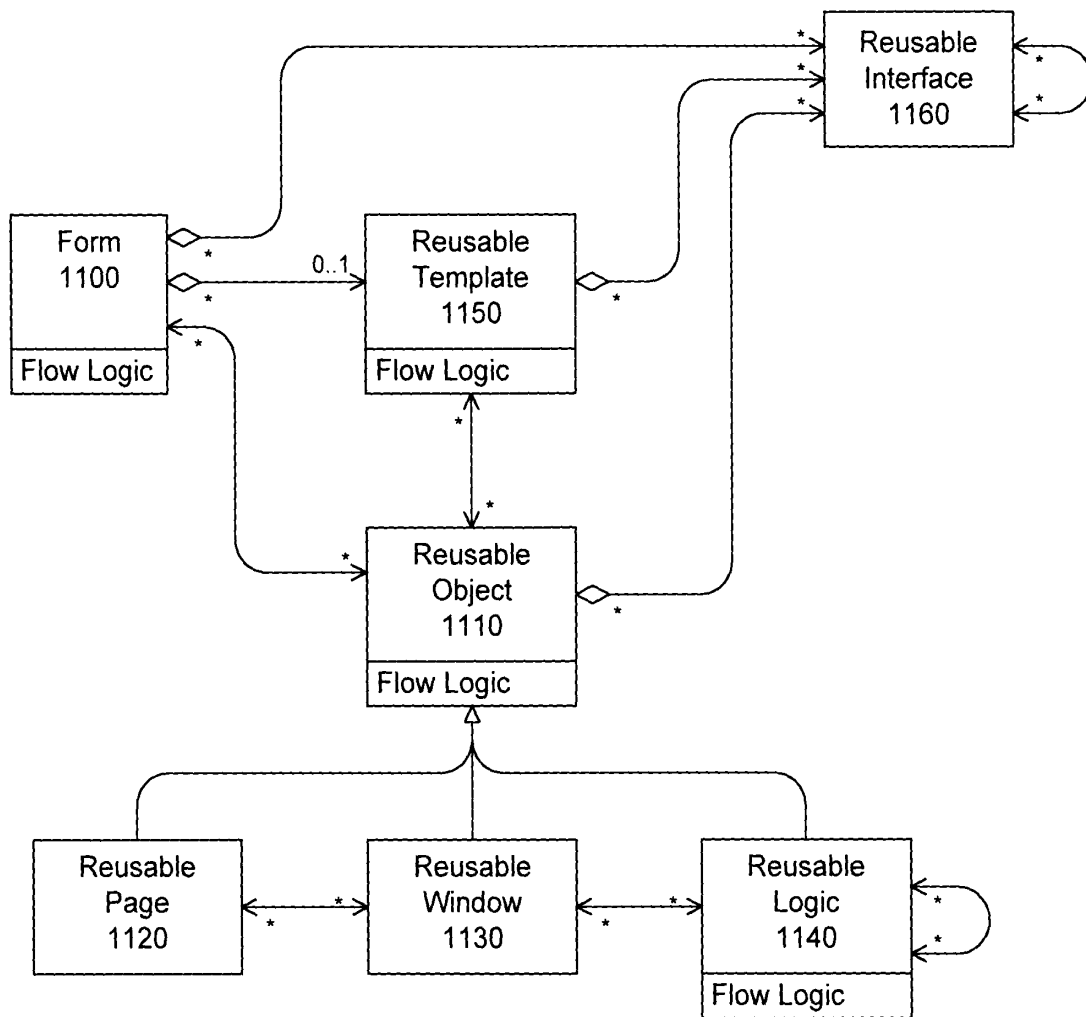 *
Reusable
Interface
1160
*
*
*
*
Form
1100
Flow Logic
*
*
0..1
*
Reusable
Template
1150
Flow Logic
*
*
*
*
Reusable
Object
1110
Flow Logic
*
Reusable
Page
1120
*
*
Reusable
Window
1130
*
*
Reusable
Logic
1140
Flow Logic
*
*